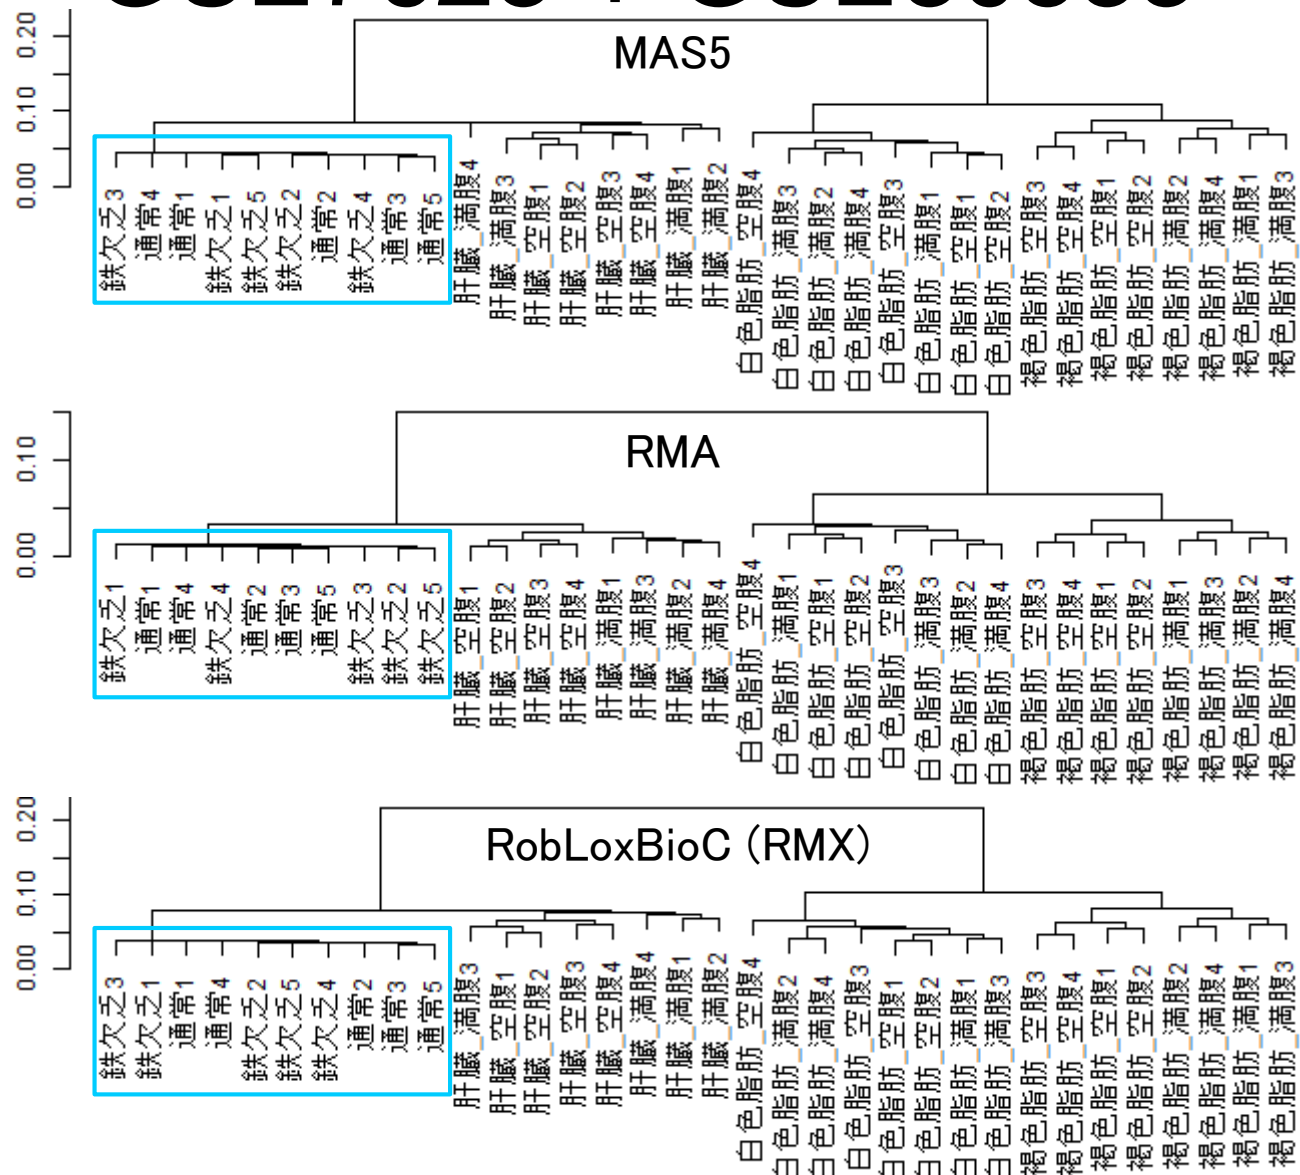 MAS5
0.20
0.10
0.00
鉄欠乏3
通常4
通常1
鉄欠乏1
鉄欠乏5
鉄欠乏2
通常2
鉄欠乏4
通常3
通常5
肝臓_満腹4
肝臓_満腹3
肝臓_空腹1
肝臓_空腹2
肝臓_空腹3
肝臓_空腹4
肝臓_満腹1
肝臓_満腹2
白色脂肪_空腹4
白色脂肪_満腹3
白色脂肪_満腹2
白色脂肪_満腹4
白色脂肪_空腹3
白色脂肪_満腹1
白色脂肪_空腹1
白色脂肪_空腹2
褐色脂肪_空腹3
褐色脂肪_空腹4
褐色脂肪_空腹1
褐色脂肪_空腹2
褐色脂肪_満腹2
褐色脂肪_満腹4
褐色脂肪_満腹1
褐色脂肪_満腹3
RMA
0.10
0.00
鉄欠乏1
通常1
通常4
鉄欠乏4
通常2
通常3
通常5
鉄欠乏3
鉄欠乏2
鉄欠乏5
肝臓_空腹1
肝臓_空腹2
肝臓_空腹3
肝臓_空腹4
肝臓_満腹1
肝臓_満腹3
肝臓_満腹2
肝臓_満腹4
白色脂肪_空腹4
白色脂肪_満腹1
白色脂肪_空腹1
白色脂肪_空腹2
白色脂肪_空腹3
白色脂肪_満腹3
白色脂肪_満腹2
白色脂肪_満腹4
褐色脂肪_空腹3
褐色脂肪_空腹4
褐色脂肪_空腹1
褐色脂肪_空腹2
褐色脂肪_満腹1
褐色脂肪_満腹3
褐色脂肪_満腹2
褐色脂肪_満腹4
RobLoxBioC (RMX)
0.20
0.10
0.00
鉄欠乏3
鉄欠乏1
通常1
通常4
鉄欠乏2
鉄欠乏5
鉄欠乏4
通常2
通常3
通常5
肝臓_満腹3
肝臓_空腹1
肝臓_空腹2
肝臓_空腹3
肝臓_空腹4
肝臓_満腹4
肝臓_満腹1
肝臓_満腹2
白色脂肪_空腹4
白色脂肪_満腹2
白色脂肪_満腹4
白色脂肪_空腹3
白色脂肪_空腹1
白色脂肪_空腹2
白色脂肪_満腹1
白色脂肪_満腹3
褐色脂肪_空腹3
褐色脂肪_空腹4
褐色脂肪_空腹1
褐色脂肪_空腹2
褐色脂肪_満腹2
褐色脂肪_満腹4
褐色脂肪_満腹1
褐色脂肪_満腹3